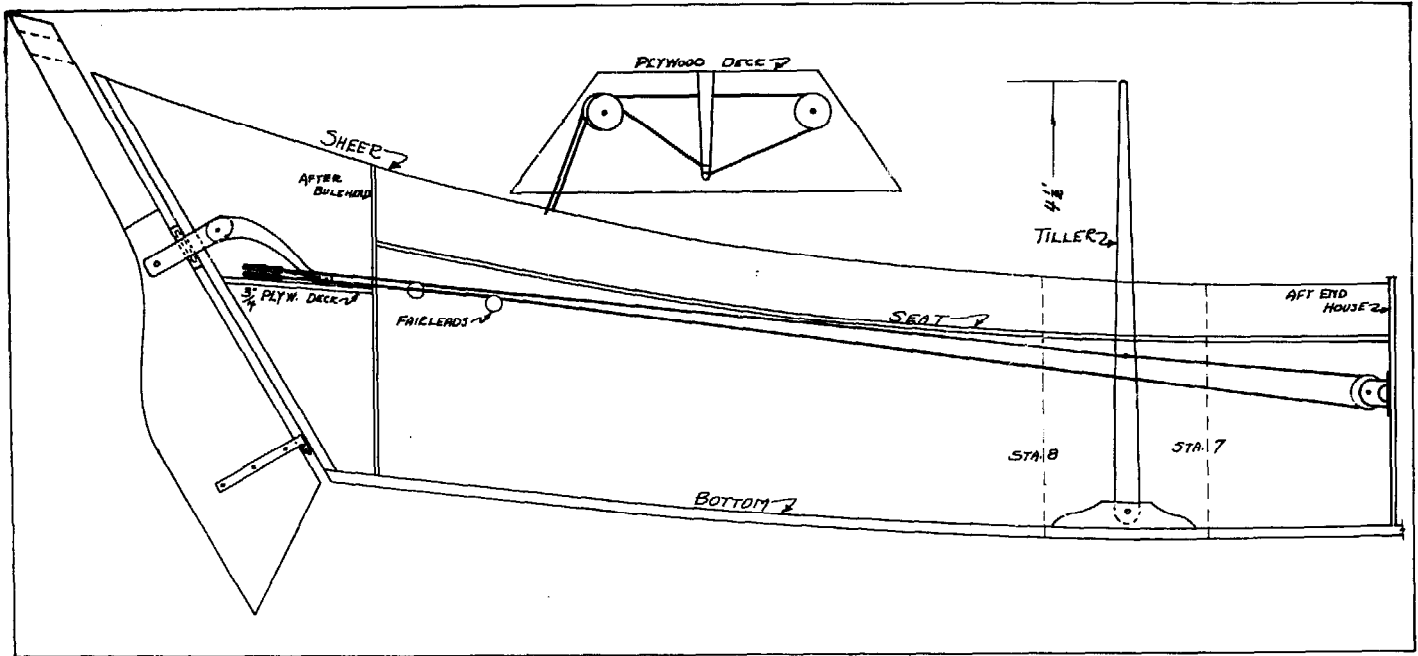 PLYWOOD DECK
SHEER
AFTER
BULKHEAD
TILLER
AFT END
HOUSE
3/4" PLYW. DECK
FAIRLEADS
SEAT
STA. 8
STA. 7
BOTTOM